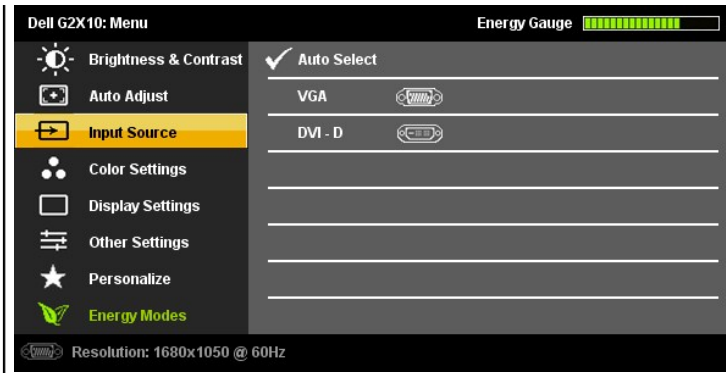 Dell G2X10: Menu Energy Gauge
Brightness & Contrast Auto Select
Auto Adjust VGA
Input Source DVI - D
Color Settings
Display Settings
Other Settings
Personalize
Energy Modes
Resolution: 1680x1050 @ 60Hz